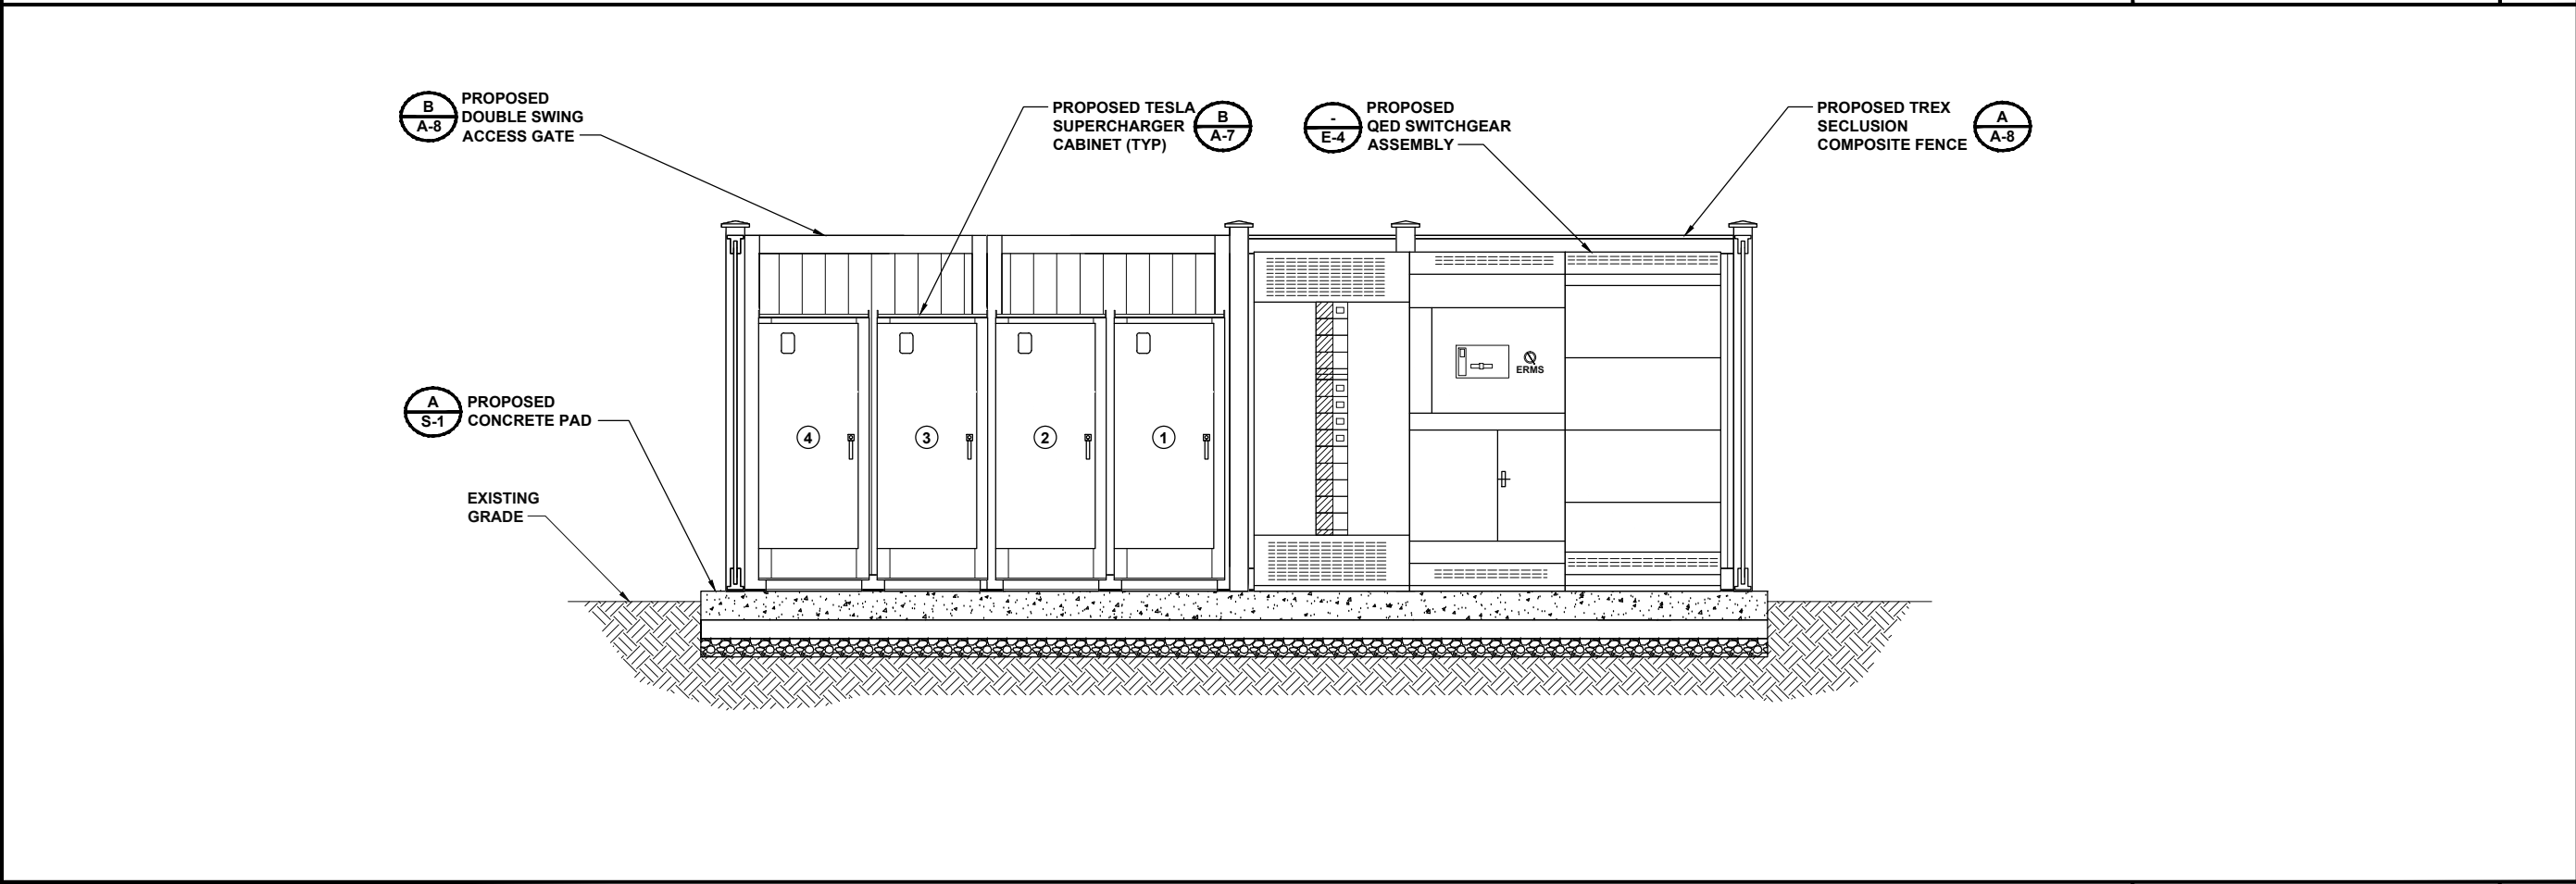 B
A-8
PROPOSED
DOUBLE SWING
ACCESS GATE
PROPOSED TESLA
SUPERCHARGER
CABINET (TYP)
B
A-7
-
E-4
PROPOSED
QED SWITCHGEAR
ASSEMBLY
PROPOSED TREX
SECLUSION
COMPOSITE FENCE
A
A-8
ERMS
A
S-1
PROPOSED
CONCRETE PAD
4
3
2
1
EXISTING
GRADE